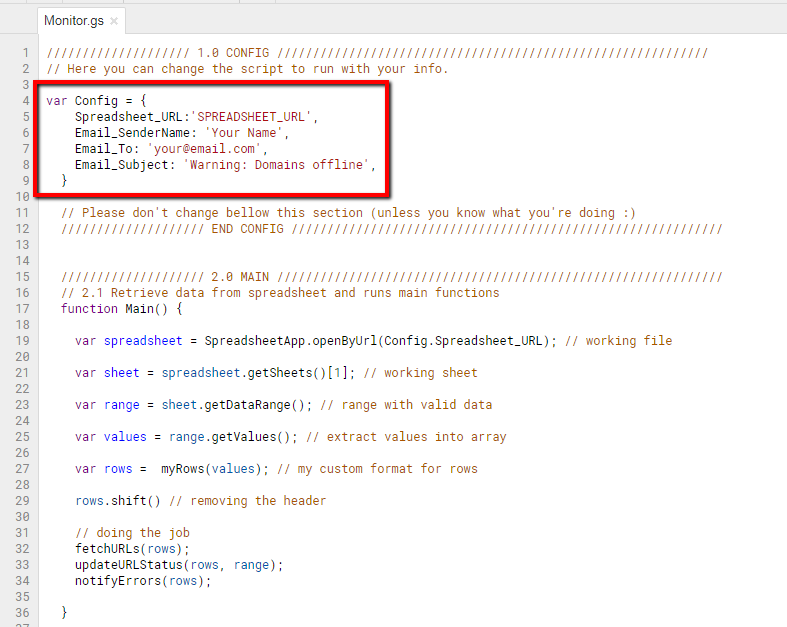 Monitor.gs ×
1 //////////////////// 1.0 CONFIG ////////////////////////////////////////////////////////////
2 // Here you can change the script to run with your info.
3
4 var Config = {
5 Spreadsheet_URL:'SPREADSHEET_URL',
6 Email_SenderName: 'Your Name',
7 Email_To: 'your@email.com',
8 Email_Subject: 'Warning: Domains offline',
9 }
10
11 // Please don't change bellow this section (unless you know what you're doing :)
12 //////////////////// END CONFIG ////////////////////////////////////////////////////////////
13
14
15 //////////////////// 2.0 MAIN //////////////////////////////////////////////////////////////
16 // 2.1 Retrieve data from spreadsheet and runs main functions
17 function Main() {
18
19 var spreadsheet = SpreadsheetApp.openByUrl(Config.Spreadsheet_URL); // working file
20
21 var sheet = spreadsheet.getSheets()[1]; // working sheet
22
23 var range = sheet.getDataRange(); // range with valid data
24
25 var values = range.getValues(); // extract values into array
26
27 var rows =  myRows(values); // my custom format for rows
28
29 rows.shift() // removing the header
30
31 // doing the job
32 fetchURLs(rows);
33 updateURLStatus(rows, range);
34 notifyErrors(rows);
35
36 }